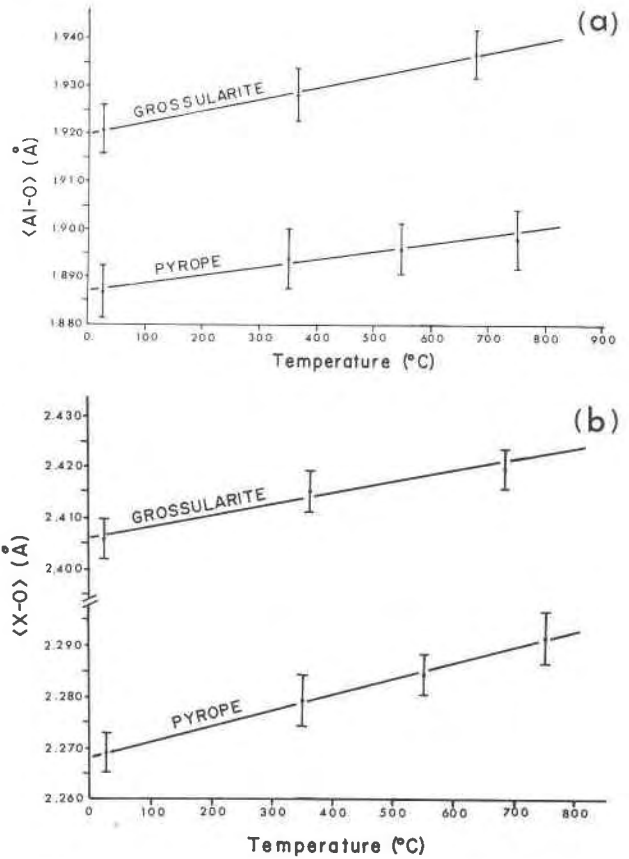 (a)
1.940
1.930
1.920
1.910
1.900
1.890
1.880
<Al-O> (Å)
GROSSULARITE
PYROPE
0 100 200 300 400 500 600 700 800 900
Temperature (°C)
(b)
2.430
2.420
2.410
2.400
2.290
2.280
2.270
2.260
<X-O> (Å)
GROSSULARITE
PYROPE
0 100 200 300 400 500 600 700 800
Temperature (°C)